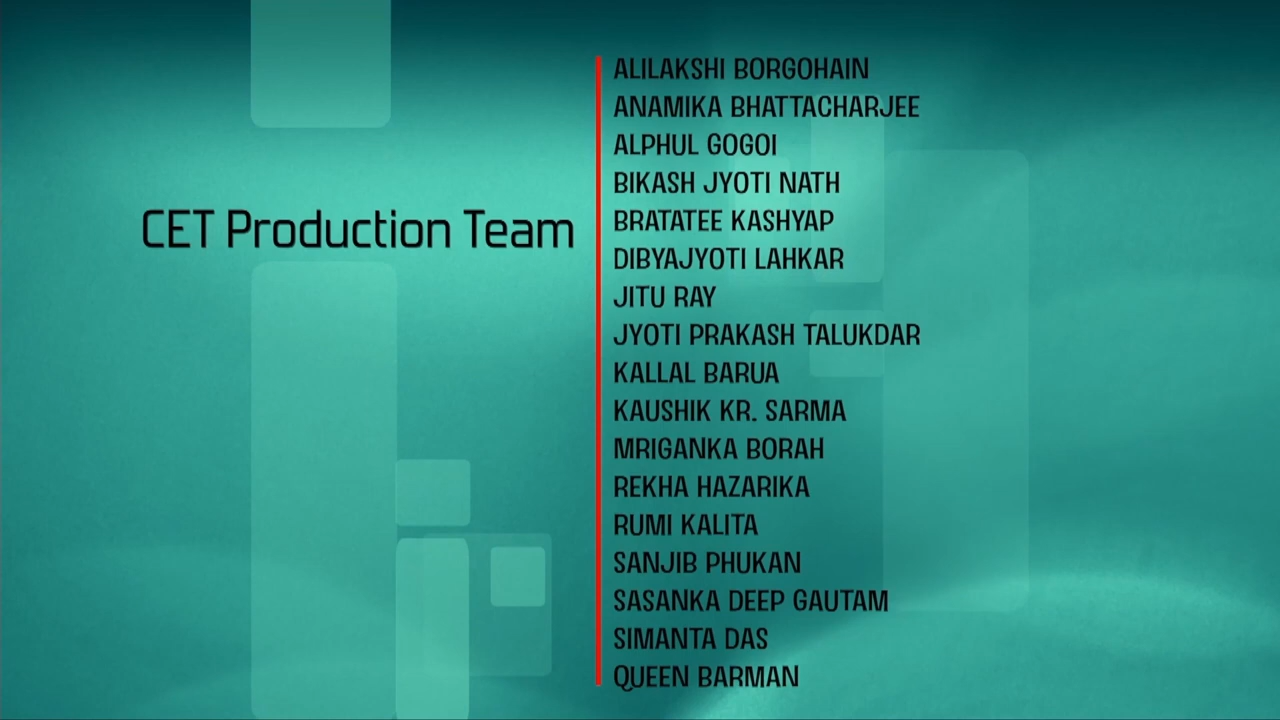 CET Production Team
ALILAKSHI BORGOHAIN
ANAMIKA BHATTACHARJEE
ALPHUL GOGOI
BIKASH JYOTI NATH
BRATATEE KASHYAP
DIBYAJYOTI LAHKAR
JITU RAY
JYOTI PRAKASH TALUKDAR
KALLAL BARUA
KAUSHIK KR. SARMA
MRIGANKA BORAH
REKHA HAZARIKA
RUMI KALITA
SANJIB PHUKAN
SASANKA DEEP GAUTAM
SIMANTA DAS
QUEEN BARMAN